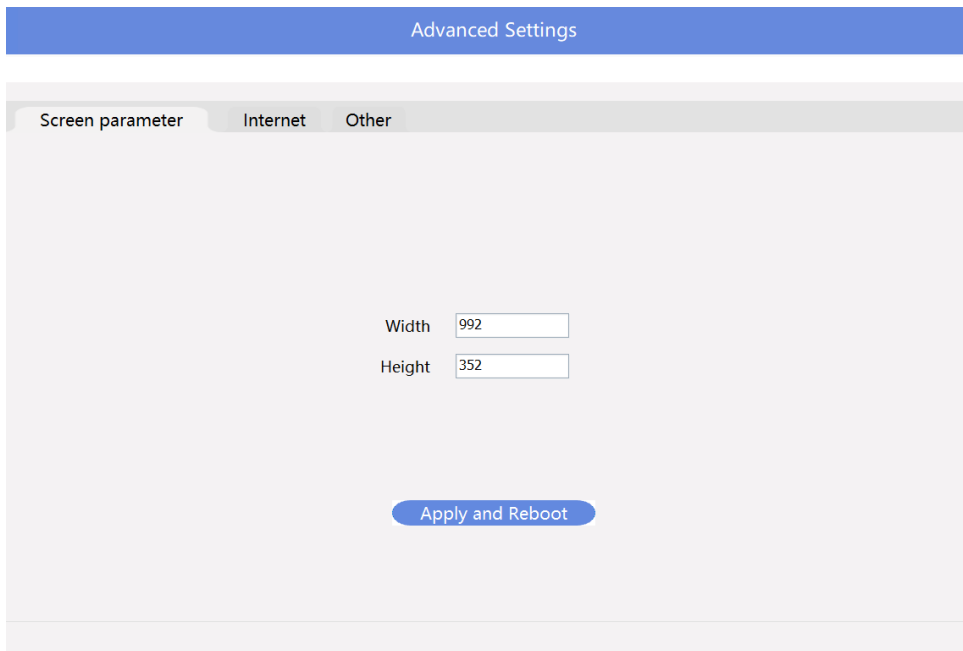 Advanced Settings
Screen parameter Internet Other
Width 992
Height 352
Apply and Reboot